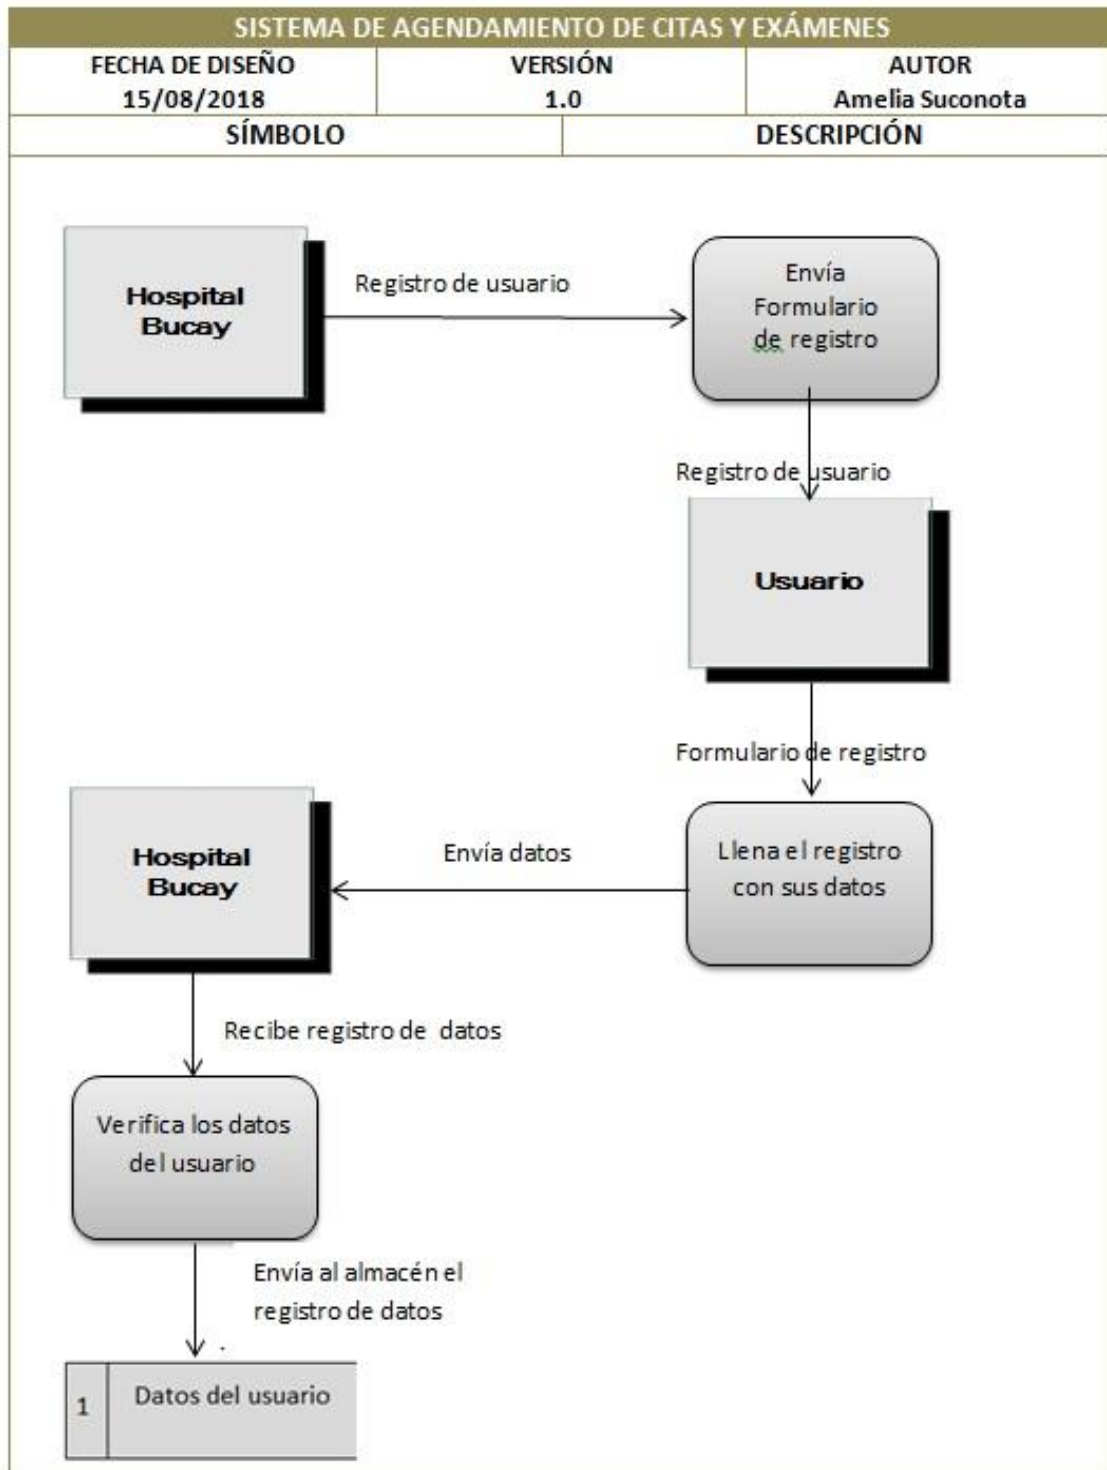 SISTEMA DE AGENDAMIENTO DE CITAS Y EXÁMENES
FECHA DE DISEÑO
15/08/2018
VERSIÓN
1.0
AUTOR
Amelia Suconota
SÍMBOLO
DESCRIPCIÓN
Hospital
Bucay
Registro de usuario
Envía
Formulario
de registro
Registro de usuario
Usuario
Formulario de registro
Llena el registro
con sus datos
Envía datos
Hospital
Bucay
Recibe registro de datos
Verifica los datos
del usuario
Envía al almacén el
registro de datos
1
Datos del usuario